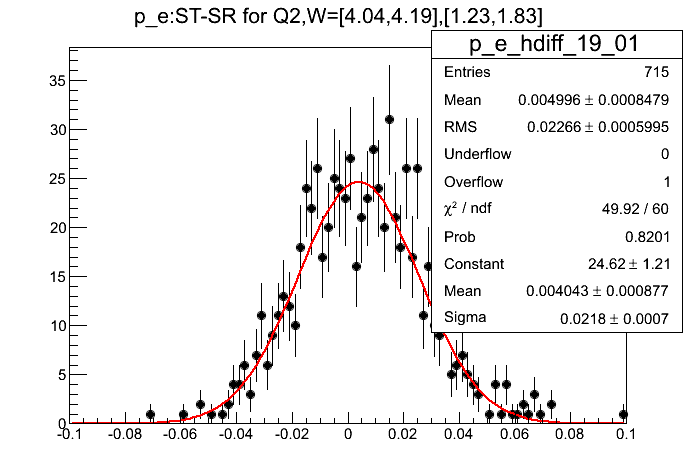 p_e:ST-SR for Q2,W=[4.04,4.19],[1.23,1.83]
p_e_hdiff_19_01
Entries 715
Mean 0.004996 ± 0.0008479
RMS 0.02266 ± 0.0005995
Underflow 0
Overflow 1
χ² / ndf 49.92 / 60
Prob 0.8201
Constant 24.62 ± 1.21
Mean 0.004043 ± 0.000877
Sigma 0.0218 ± 0.0007
35
30
25
20
15
10
5
0
-0.1 -0.08 -0.06 -0.04 -0.02 0 0.02 0.04 0.06 0.08 0.1